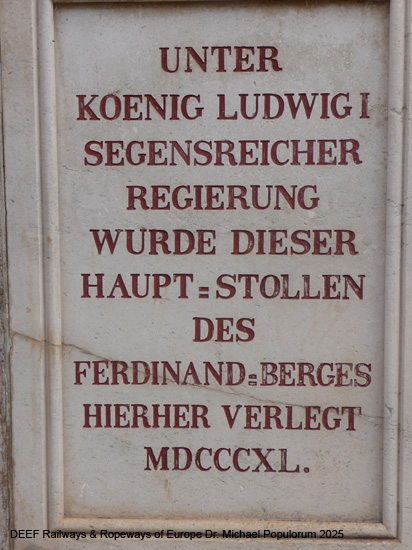 UNTER
KOENIG LUDWIG I
SEGENSREICHER
REGIERUNG
WURDE DIESER
HAUPT=STOLLEN
DES
FERDINAND=BERGES
HIERHER VERLEGT
MDCCCXL.
DEEF Railways & Ropeways of Europe Dr. Michael Populorum 2025